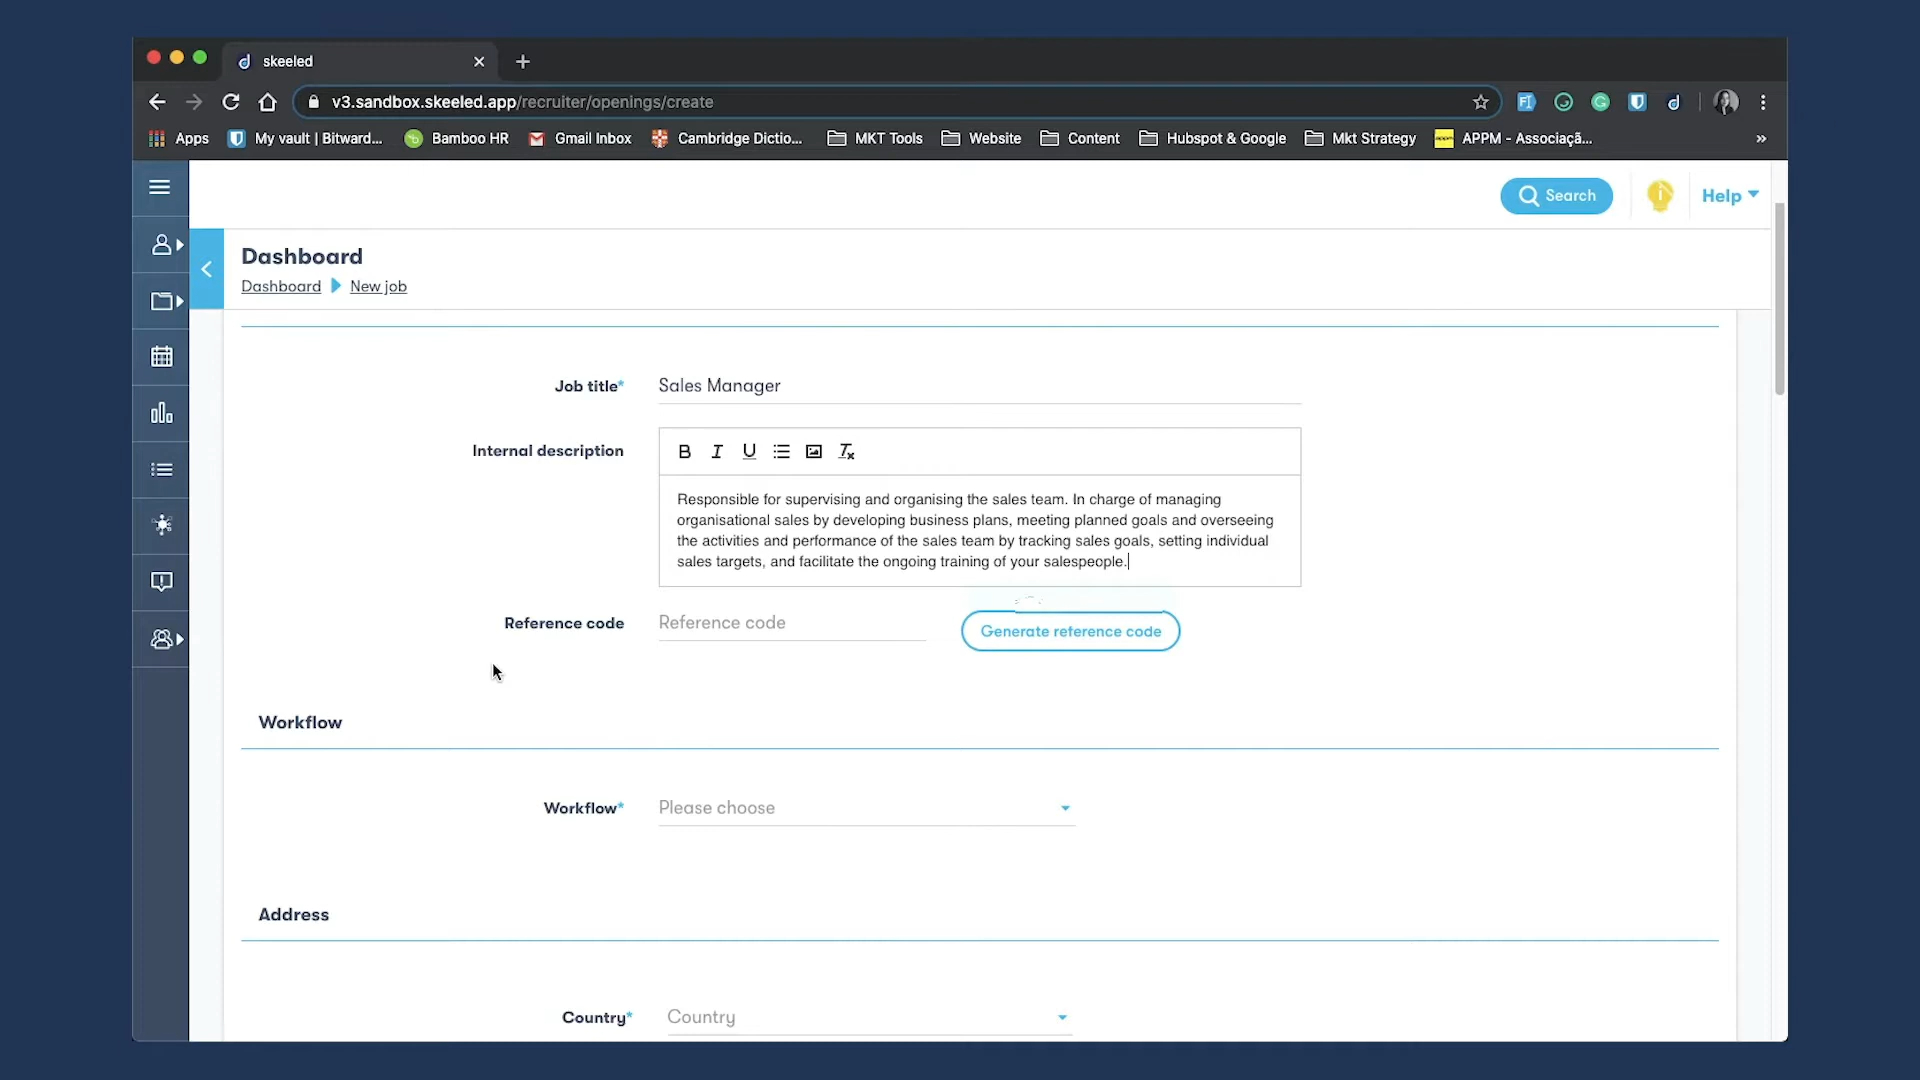 skeeled
v3.sandbox.skeeled.app/recruiter/openings/create
Apps My vault | Bitward... Bamboo HR Gmail Inbox Cambridge Dictio... MKT Tools Website Content Hubspot & Google Mkt Strategy APPM - Associaçã... »
Search Help
Dashboard
Dashboard New job
Job title* Sales Manager
Internal description B I U
Responsible for supervising and organising the sales team. In charge of managing
organisational sales by developing business plans, meeting planned goals and overseeing
the activities and performance of the sales team by tracking sales goals, setting individual
sales targets, and facilitate the ongoing training of your salespeople.
Reference code Reference code Generate reference code
Workflow
Workflow* Please choose
Address
Country* Country